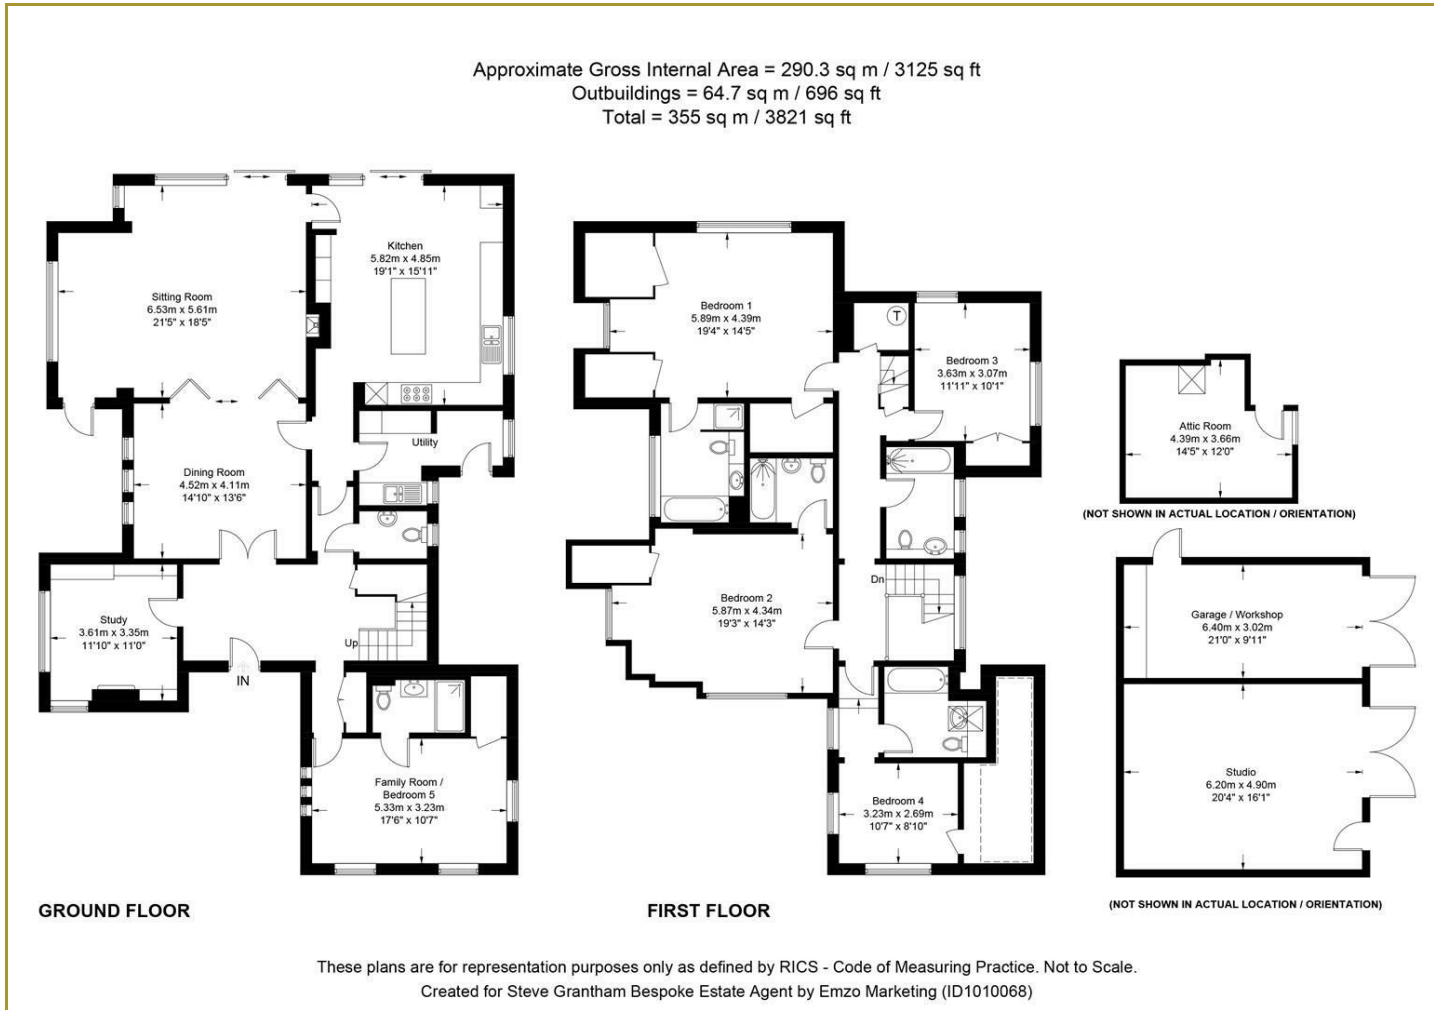 Approximate Gross Internal Area = 290.3 sq m / 3125 sq ft
Outbuildings = 64.7 sq m / 696 sq ft
Total = 355 sq m / 3821 sq ft
Kitchen
5.82m x 4.85m
19'1" x 15'11"
Sitting Room
6.53m x 5.61m
21'5" x 18'5"
Utility
Dining Room
4.52m x 4.11m
14'10" x 13'6"
Study
3.61m x 3.35m
11'10" x 11'0"
Up
IN
Family Room /
Bedroom 5
5.33m x 3.23m
17'6" x 10'7"
GROUND FLOOR
Bedroom 1
5.89m x 4.39m
19'4" x 14'5"
T
Bedroom 3
3.63m x 3.07m
11'11" x 10'1"
Dn
Bedroom 2
5.87m x 4.34m
19'3" x 14'3"
Bedroom 4
3.23m x 2.69m
10'7" x 8'10"
FIRST FLOOR
Attic Room
4.39m x 3.66m
14'5" x 12'0"
(NOT SHOWN IN ACTUAL LOCATION / ORIENTATION)
Garage / Workshop
6.40m x 3.02m
21'0" x 9'11"
Studio
6.20m x 4.90m
20'4" x 16'1"
(NOT SHOWN IN ACTUAL LOCATION / ORIENTATION)
These plans are for representation purposes only as defined by RICS - Code of Measuring Practice. Not to Scale.
Created for Steve Grantham Bespoke Estate Agent by Emzo Marketing (ID1010068)